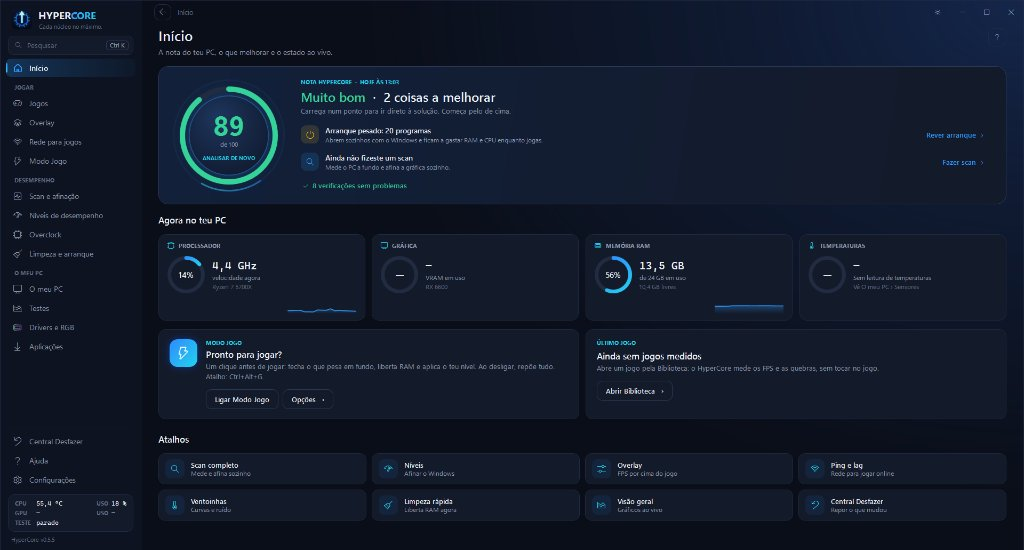 HYPERCORE
Cada núcleo no máximo.
Pesquisar
Ctrl K
Início
JOGAR
Jogos
Overlay
Rede para jogos
Modo Jogo
DESEMPENHO
Scan e afinação
Níveis de desempenho
Overclock
Limpeza e arranque
O MEU PC
O meu PC
Testes
Drivers e RGB
Aplicações
Central Desfazer
? Ajuda
Configurações
CPU 55,4 °C USO 18 %
GPU — USO —
TESTE parado
HyperCore v0.5.5
Início
Início
A nota do teu PC, o que melhorar e o estado ao vivo.
?
NOTA HYPERCORE · HOJE ÀS 13:03
89
de 100
ANALISAR DE NOVO
Muito bom · 2 coisas a melhorar
Carrega num ponto para ir direto à solução. Começa pelo de cima.
Arranque pesado: 20 programas
Abrem sozinhos com o Windows e ficam a gastar RAM e CPU enquanto jogas.
Rever arranque ›
Ainda não fizeste um scan
Mede o PC a fundo e afina a gráfica sozinho.
Fazer scan ›
8 verificações sem problemas
Agora no teu PC
PROCESSADOR
14%
4,4 GHz
velocidade agora
Ryzen 7 5700X
GRÁFICA
—
—
VRAM em uso
RX 6600
MEMÓRIA RAM
56%
13,5 GB
de 24 GB em uso
10,4 GB livres
TEMPERATURAS
—
—
Sem leitura de temperaturas
Vê O meu PC › Sensores
MODO JOGO
Pronto para jogar?
Um clique antes de jogar: fecha o que pesa em fundo, liberta RAM e aplica o teu nível. Ao desligar, repõe tudo.
Atalho: Ctrl+Alt+G
Ligar Modo Jogo
Opções ›
ÚLTIMO JOGO
Ainda sem jogos medidos
Abre um jogo pela Biblioteca: o HyperCore mede os FPS e as quebras, sem tocar no jogo.
Abrir Biblioteca ›
Atalhos
Scan completo
Mede e afina sozinho
Níveis
Afinar o Windows
Overlay
FPS por cima do jogo
Ping e lag
Rede para jogar online
Ventoinhas
Curvas e ruído
Limpeza rápida
Liberta RAM agora
Visão geral
Gráficos ao vivo
Central Desfazer
Repor o que mudou